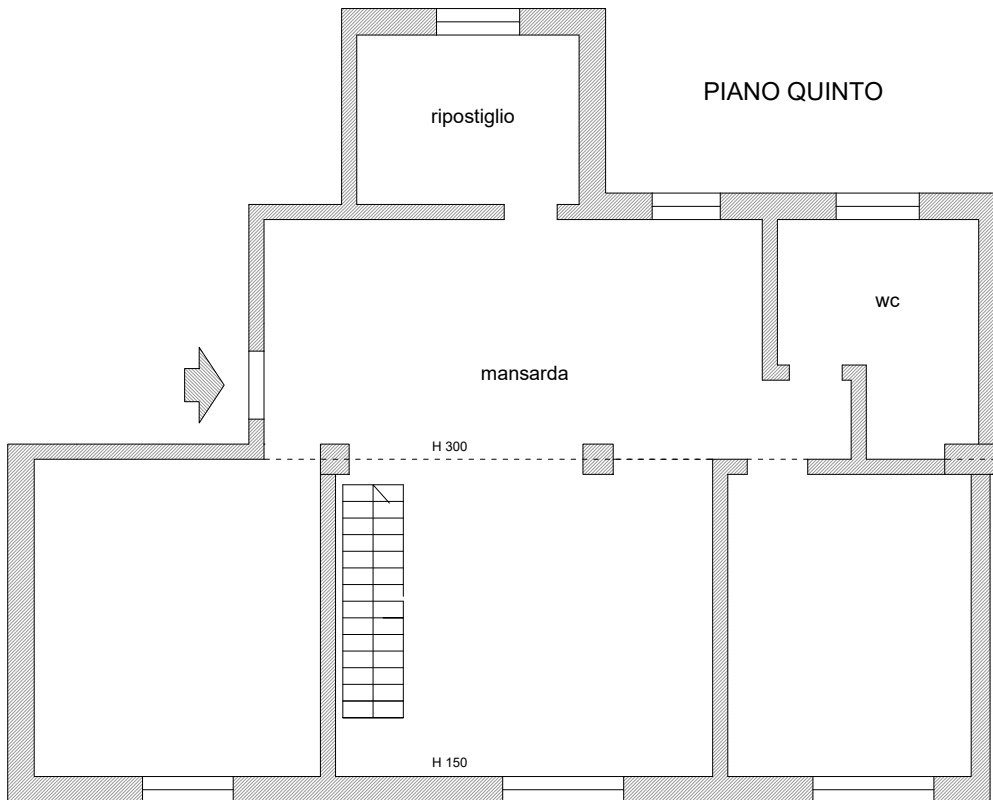 PIANO QUINTO
ripostiglio
wc
mansarda
H 300
H 150